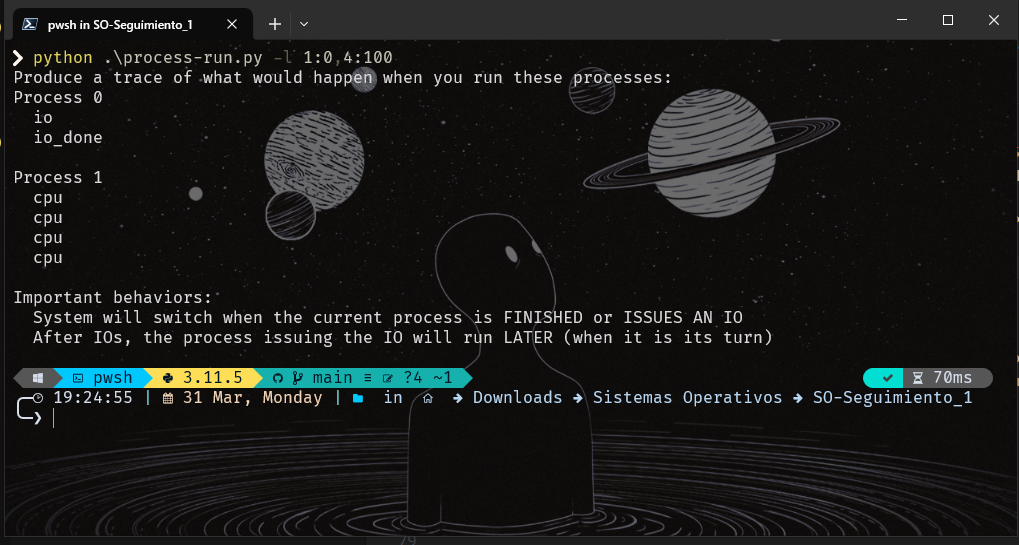 pwsh in SO-Seguimiento_1
python .\process-run.py -l 1:0,4:100
Produce a trace of what would happen when you run these processes:
Process 0
io
io_done
Process 1
cpu
cpu
cpu
cpu
Important behaviors:
System will switch when the current process is FINISHED or ISSUES AN IO
After IOs, the process issuing the IO will run LATER (when it is its turn)
pwsh 3.11.5 main ≡ ?4 ~1 ✓ 70ms
19:24:55 | 31 Mar, Monday | in → Downloads → Sistemas Operativos → SO-Seguimiento_1
❯
79